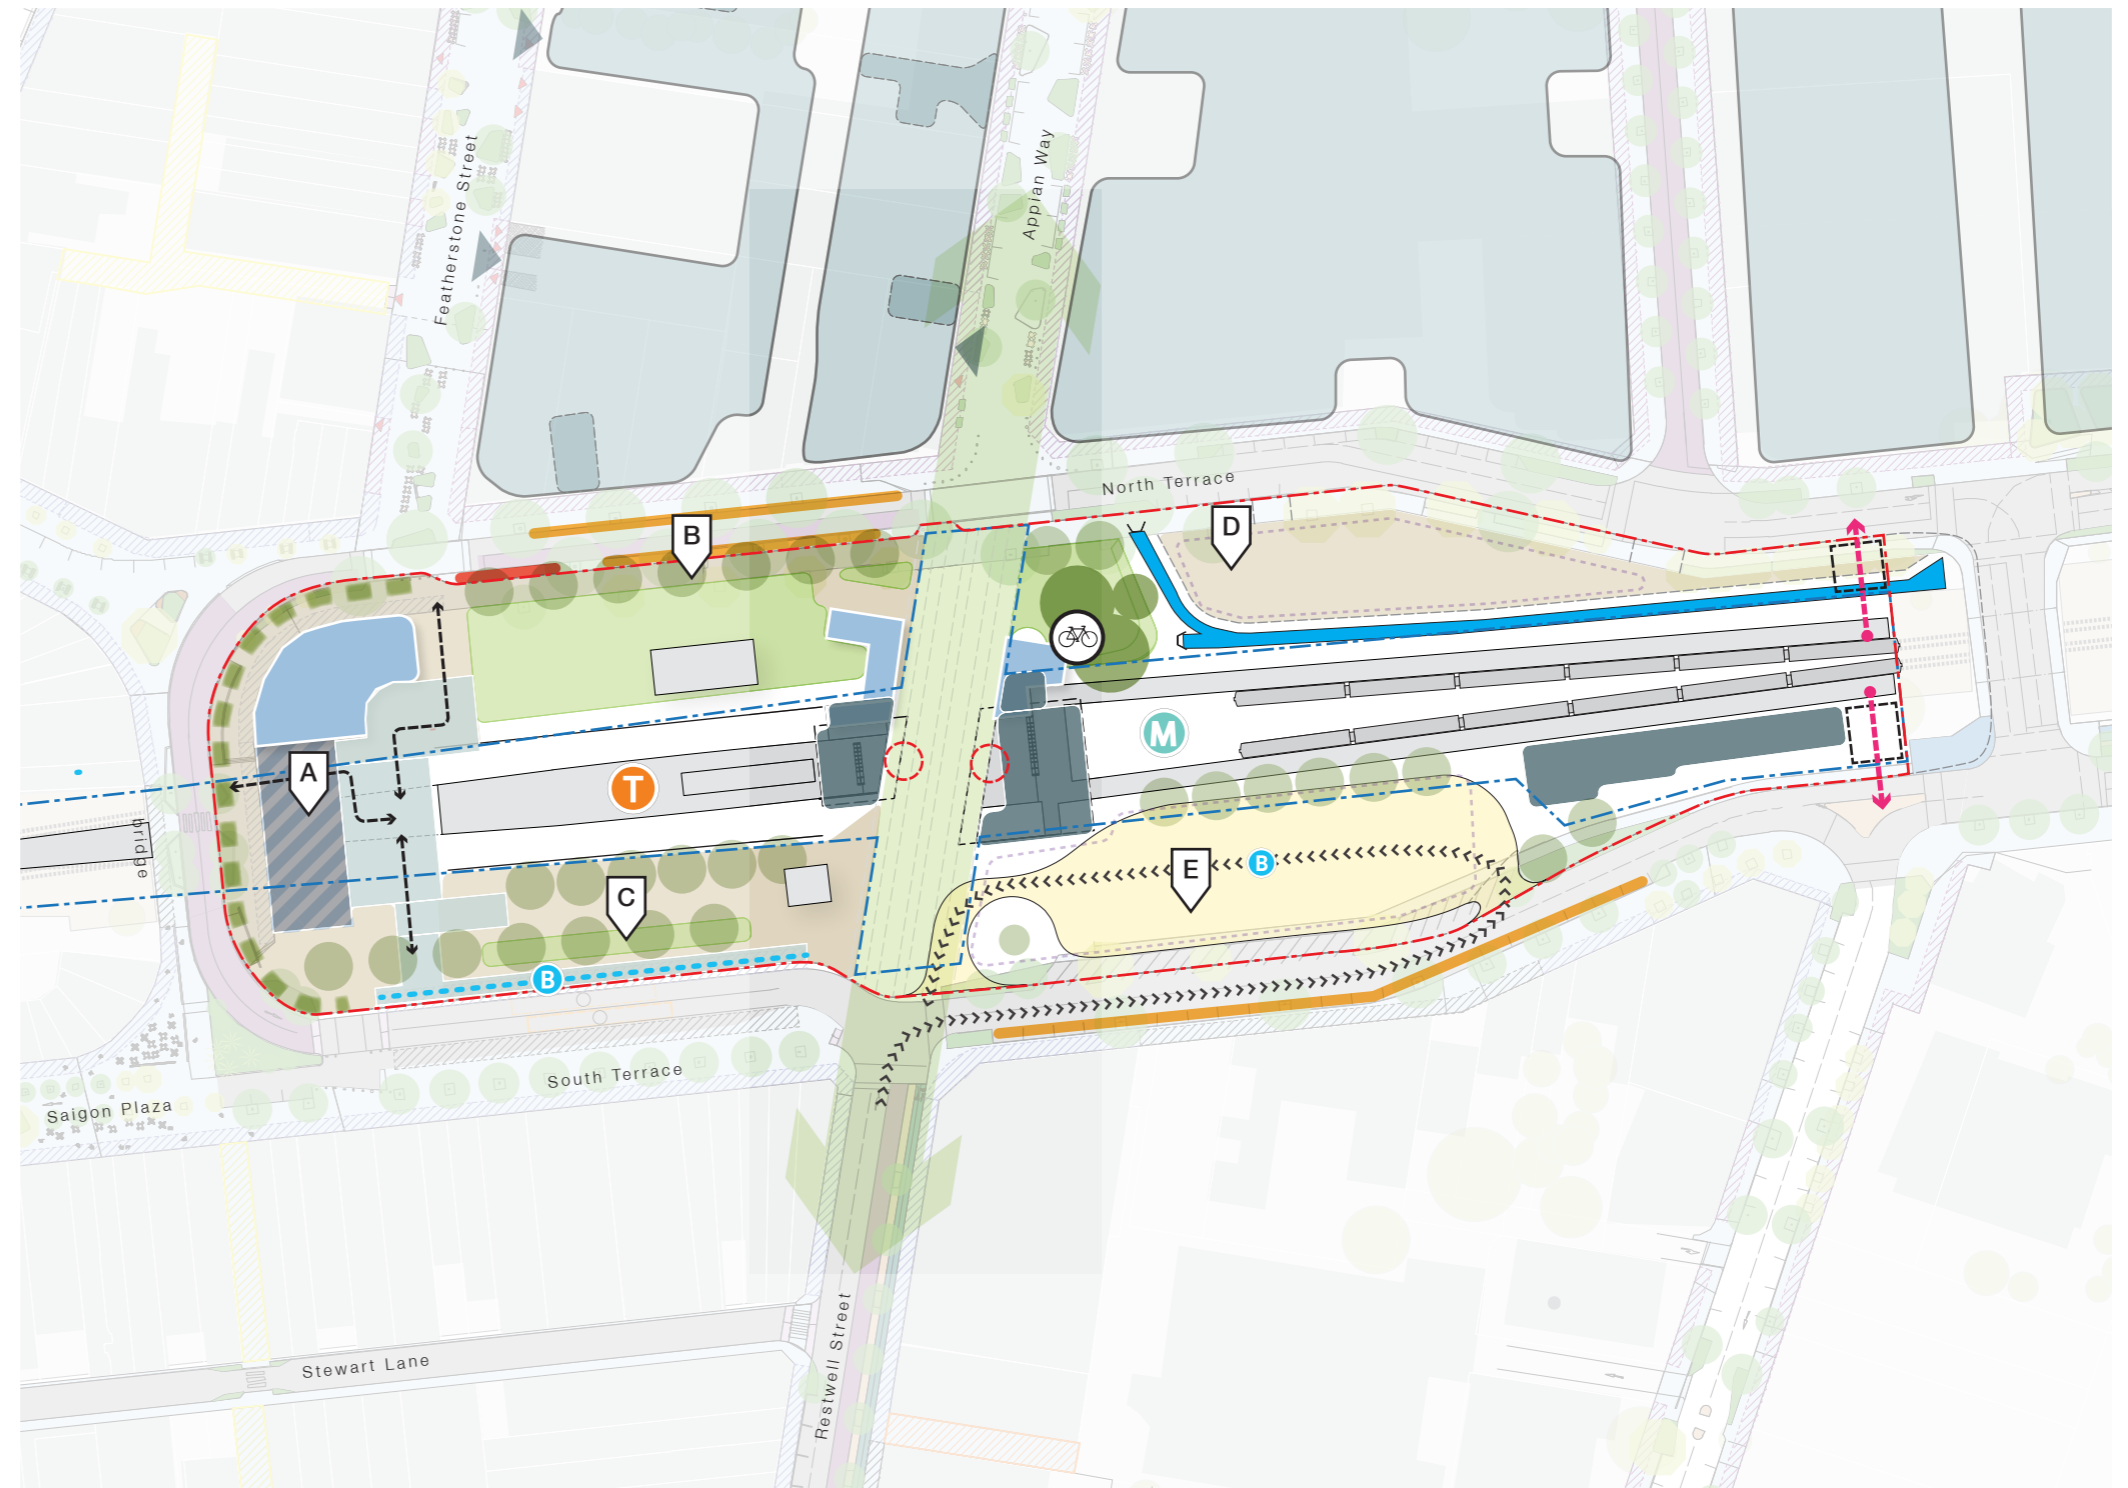 Featherstone Street
Appian Way
North Terrace
B
D
A
T
M
bridge
C
E
B
B
South Terrace
Saigon Plaza
Stewart Lane
Restwell Street